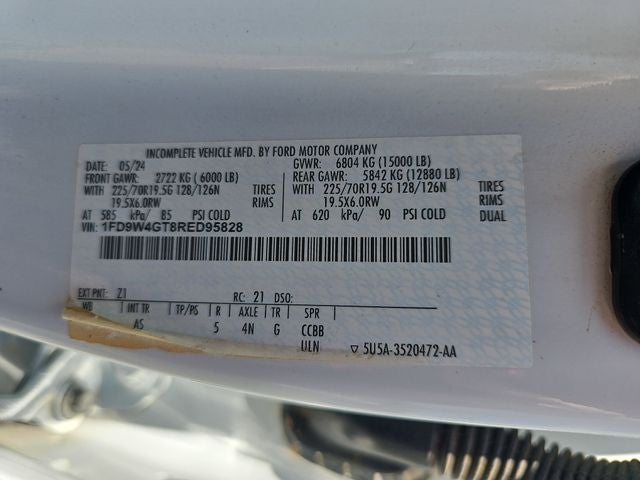 INCOMPLETE VEHICLE MFD. BY FORD MOTOR COMPANY
DATE: 05/24 GVWR: 6804 KG (15000 LB)
FRONT GAWR: 2722 KG ( 6000 LB) REAR GAWR: 5842 KG (12880 LB)
WITH 225/70R19.5G 128/126N TIRES WITH 225/70R19.5G 128/126N TIRES
19.5X6.0RW RIMS 19.5X6.0RW RIMS
AT 585 kPa/ 85 PSI COLD AT 620 kPa/ 90 PSI COLD DUAL
VIN: 1FD9W4GT8RED95828
EXT PNT: Z1 RC: 21 DSO:
WB INT TR TP/PS R AXLE TR SPR
AS 5 4N G CCBB
ULN ▽ 5U5A-3520472-AA